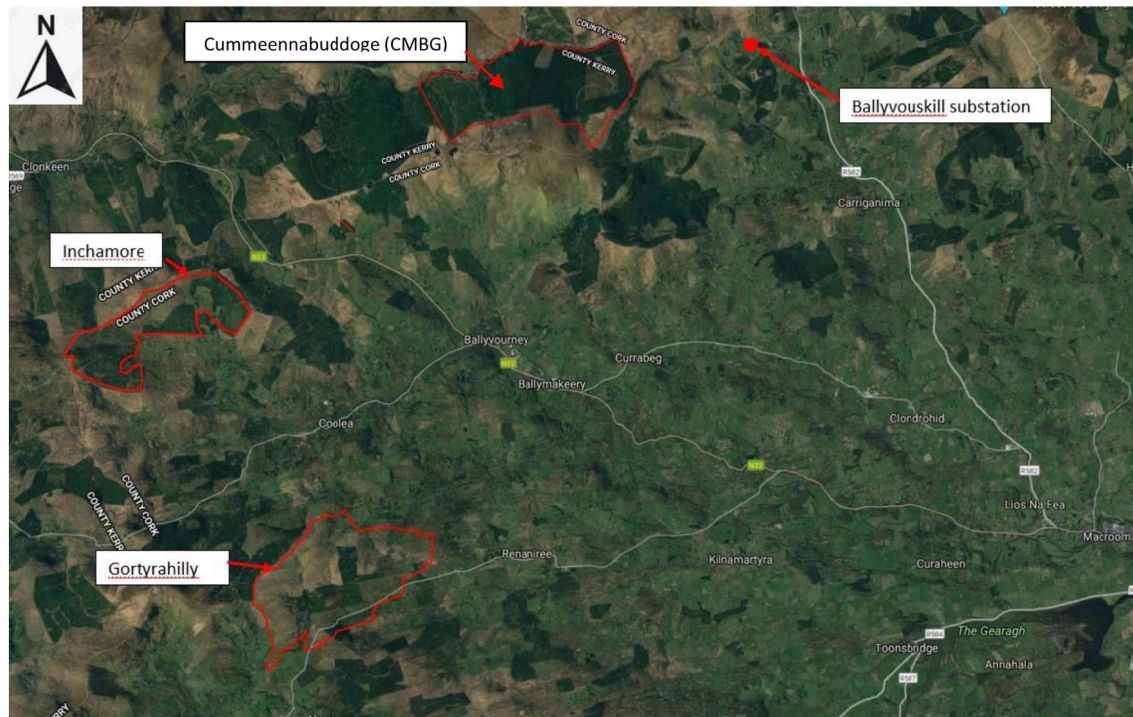 N
Cummeennabuddoge (CMBG)
COUNTY CORK
COUNTY KERRY
Ballyvouskill substation
COUNTY KERRY
COUNTY CORK
Clonkeen
R569
ge
R582
Carriganima
Inchamore
N22
COUNTY KERR
COUNTY CORK
Ballyvourney
N22
Currabeg
Ballymakeery
Coolea
Clondrohid
N22
R582
COUNTY CORK
COUNTY KERR
Lios Na Fea
Macroom
Gortyrahilly
Renaniree
Kilnamartyra
Curaheen
R584
The Gearagh
Toonsbridge
Annahala
R587